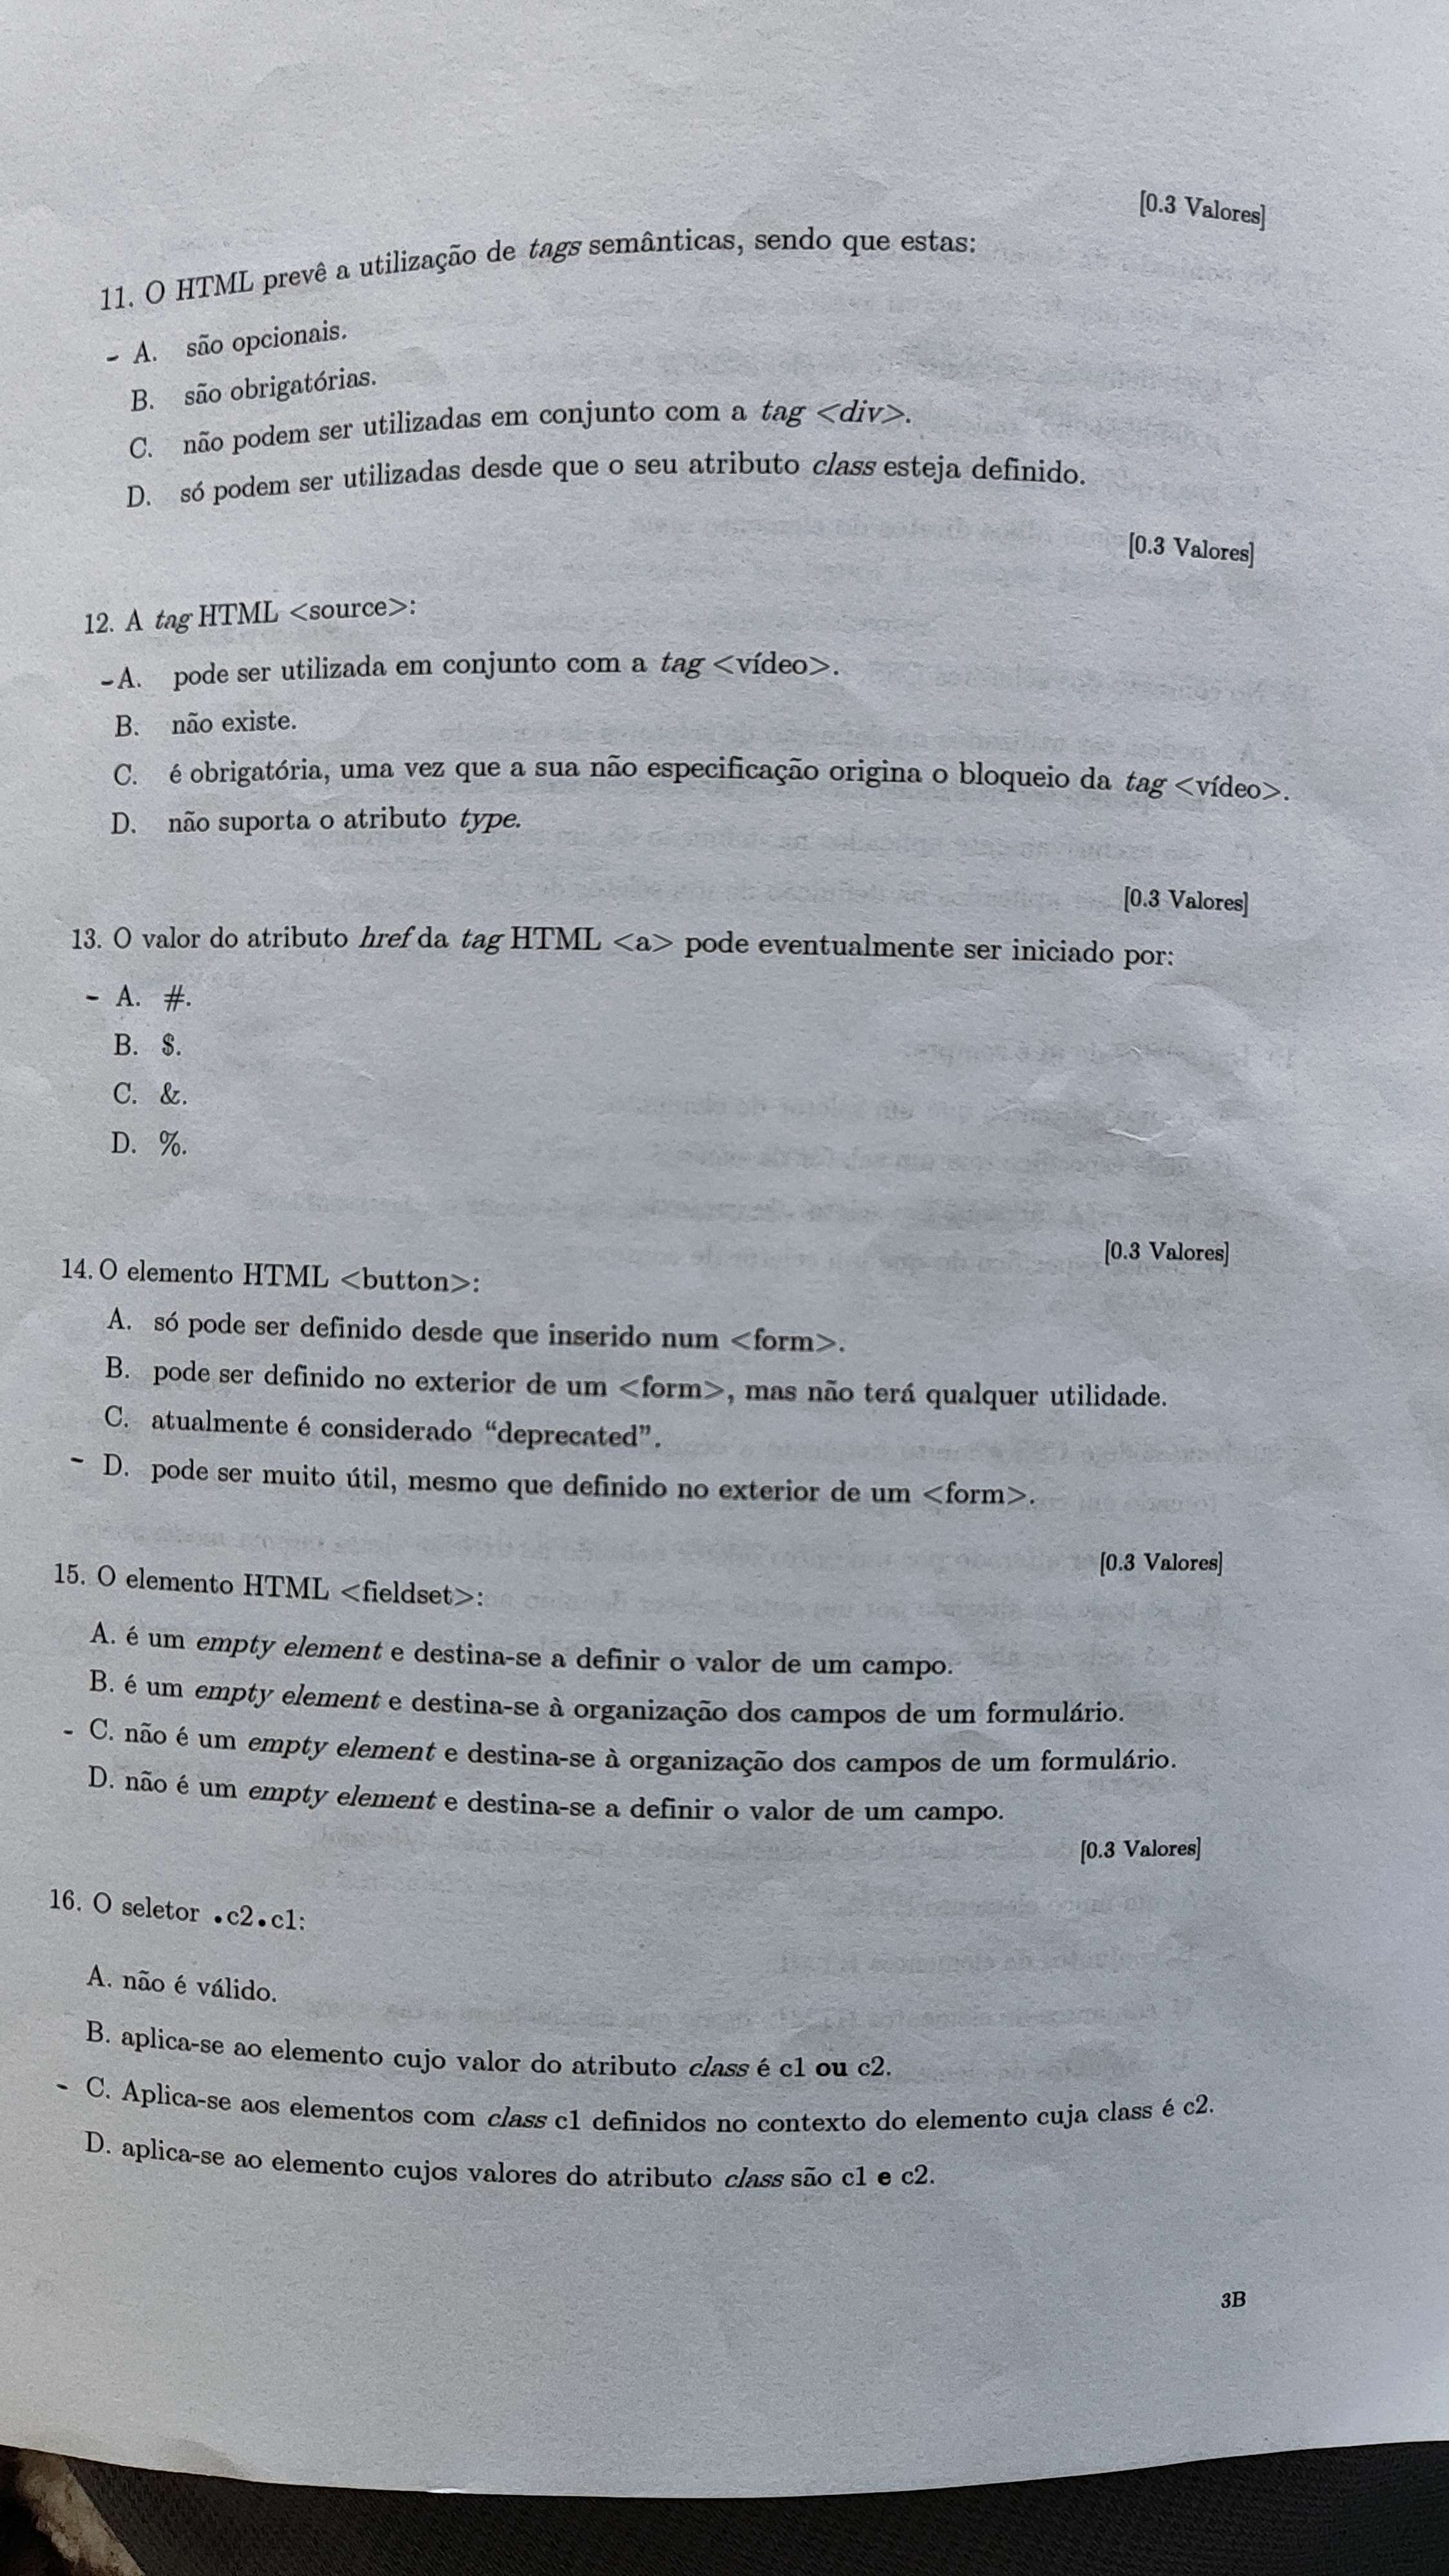 [0.3 Valores]
11. O HTML prevê a utilização de tags semânticas, sendo que estas:
- A. são opcionais.
B. são obrigatórias.
C. não podem ser utilizadas em conjunto com a tag <div>.
D. só podem ser utilizadas desde que o seu atributo class esteja definido.
[0.3 Valores]
12. A tag HTML <source>:
- A. pode ser utilizada em conjunto com a tag <vídeo>.
B. não existe.
C. é obrigatória, uma vez que a sua não especificação origina o bloqueio da tag <vídeo>.
D. não suporta o atributo type.
[0.3 Valores]
13. O valor do atributo href da tag HTML <a> pode eventualmente ser iniciado por:
- A. #.
B. $.
C. &.
D. %.
[0.3 Valores]
14. O elemento HTML <button>:
A. só pode ser definido desde que inserido num <form>.
B. pode ser definido no exterior de um <form>, mas não terá qualquer utilidade.
C. atualmente é considerado “deprecated”.
- D. pode ser muito útil, mesmo que definido no exterior de um <form>.
[0.3 Valores]
15. O elemento HTML <fieldset>:
A. é um empty element e destina-se a definir o valor de um campo.
B. é um empty element e destina-se à organização dos campos de um formulário.
- C. não é um empty element e destina-se à organização dos campos de um formulário.
D. não é um empty element e destina-se a definir o valor de um campo.
[0.3 Valores]
16. O seletor .c2.c1:
A. não é válido.
B. aplica-se ao elemento cujo valor do atributo class é c1 ou c2.
- C. Aplica-se aos elementos com class c1 definidos no contexto do elemento cuja class é c2.
D. aplica-se ao elemento cujos valores do atributo class são c1 e c2.
3B